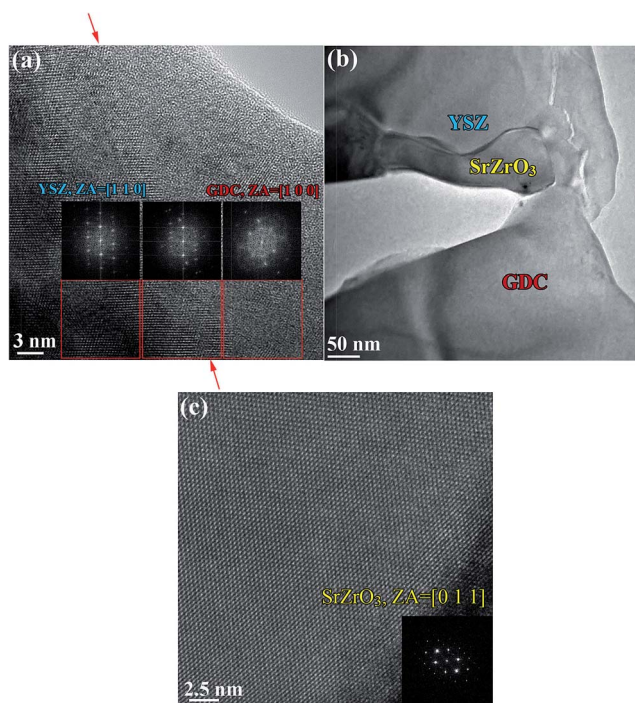 (a)
YSZ, ZA=[1 1 0]
GDC, ZA=[1 0 0]
3 nm
(b)
YSZ
SrZrO₃
GDC
50 nm
(c)
SrZrO₃, ZA=[0 1 1]
2.5 nm